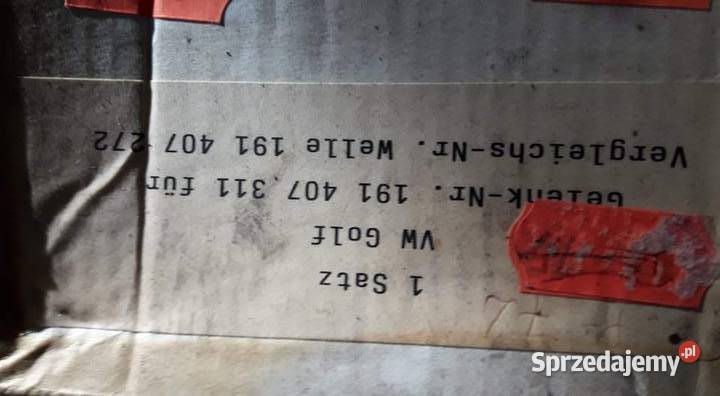 1 Satz
VW Golf
Gelenk-Nr. 191 407 311 für
Vergleichs-Nr. Welle 191 407 272
Sprzedajemy.pl